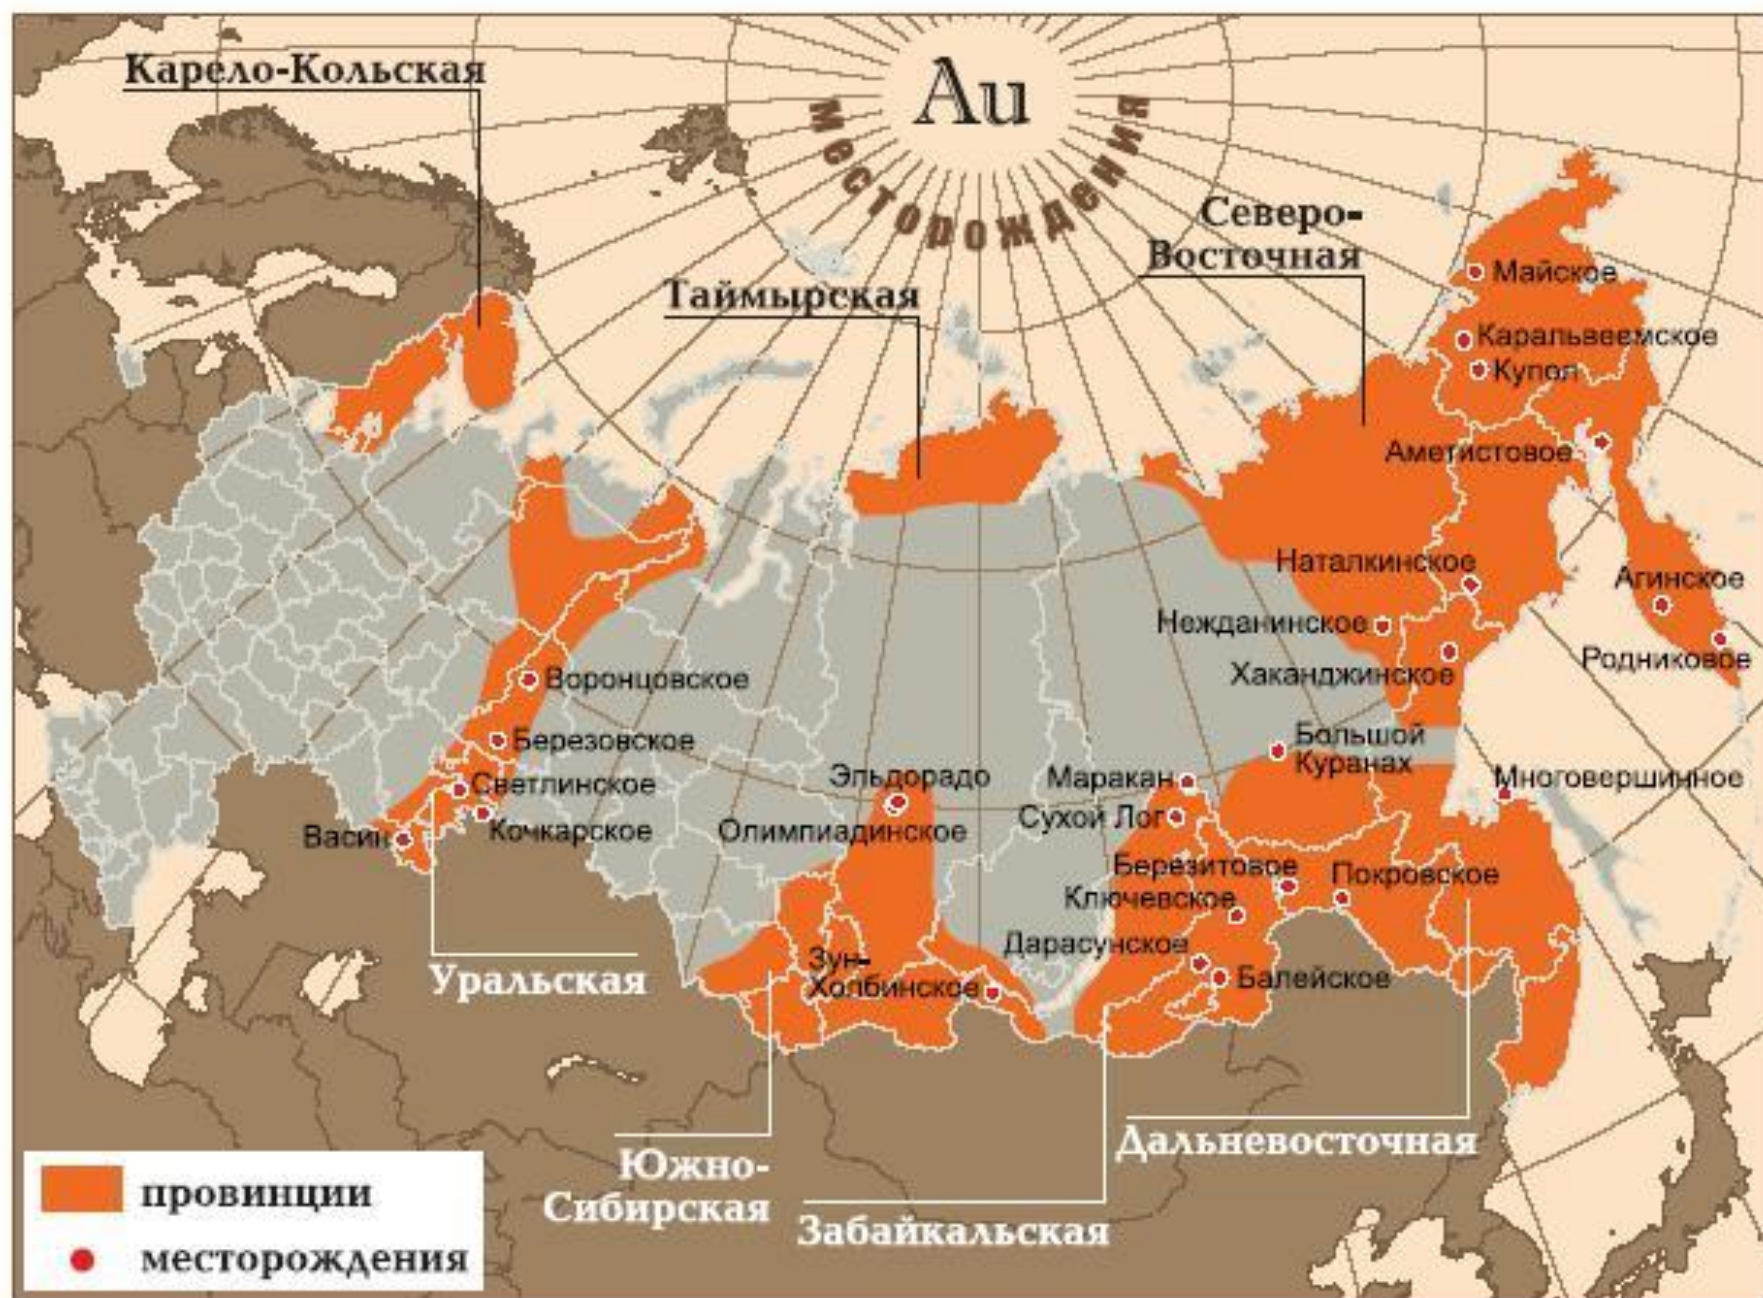 Карело-Кольская
Au
месторождения
Северо-
Восточная
Таймырская
Майское
Каральвеемское
Купол
Аметистовое
Наталкинское
Агинское
Нежданинское
Родниковое
Хаканджинское
Воронцовское
Березовское
Большой
Куранах
Эльдорадо
Маракан
Многовершинное
Светлинское
Сухой Лог
Васин
Кочкарское
Олимпиадинское
Березитовое
Покровское
Ключевское
Дарасунское
Зун-
Холбинское
Балейское
Уральская
Дальневосточная
Южно-
Сибирская
Забайкальская
провинции
месторождения